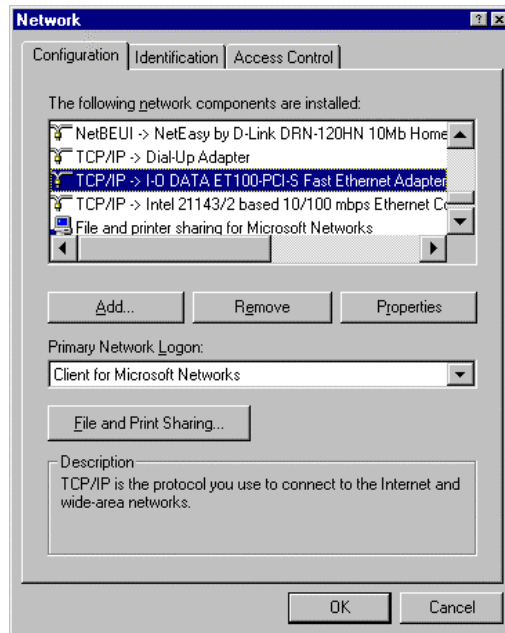 Network
Configuration Identification Access Control
The following network components are installed:
NetBEUI -> NetEasy by D-Link DRN-120HN 10Mb Home
TCP/IP -> Dial-Up Adapter
TCP/IP -> I-O DATA ET100-PCI-S Fast Ethernet Adapter
TCP/IP -> Intel 21143/2 based 10/100 mbps Ethernet Co
File and printer sharing for Microsoft Networks
Add... Remove Properties
Primary Network Logon:
Client for Microsoft Networks
File and Print Sharing...
Description
TCP/IP is the protocol you use to connect to the Internet and
wide-area networks.
OK Cancel